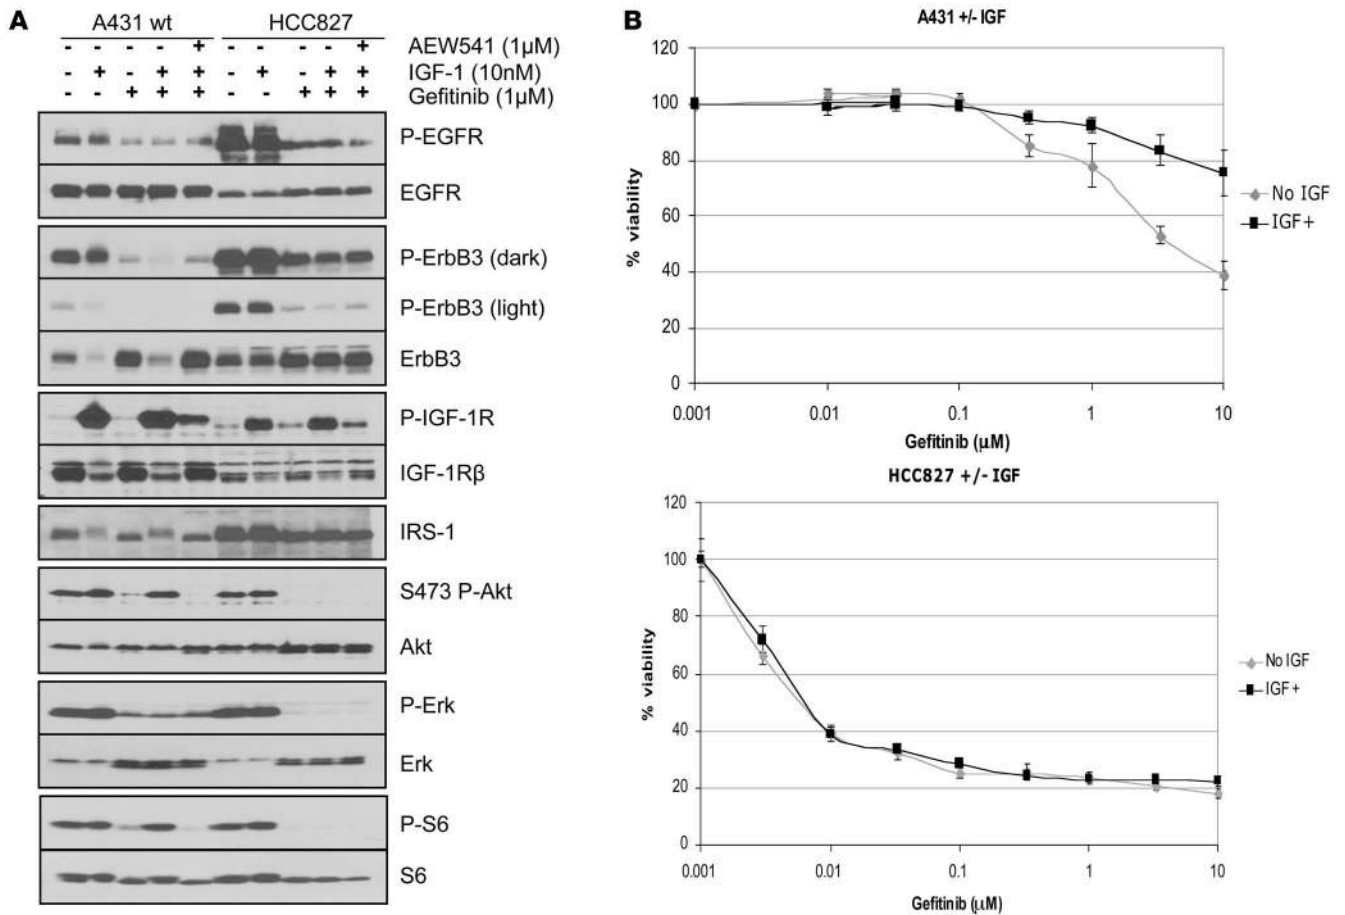 A
A431 wt HCC827
- - - - + - - - - + AEW541 (1µM)
- + - + + - + - + + IGF-1 (10nM)
- - + + + - - + + + Gefitinib (1µM)
P-EGFR
EGFR
P-ErbB3 (dark)
P-ErbB3 (light)
ErbB3
P-IGF-1R
IGF-1Rβ
IRS-1
S473 P-Akt
Akt
P-Erk
Erk
P-S6
S6
B
A431 +/- IGF
120
100
80
60
40
20
0
% viability
0.001 0.01 0.1 1 10
Gefitinib (µM)
No IGF
IGF+
HCC827 +/- IGF
120
100
80
60
40
20
0
% viability
0.001 0.01 0.1 1 10
Gefitinib (µM)
No IGF
IGF+